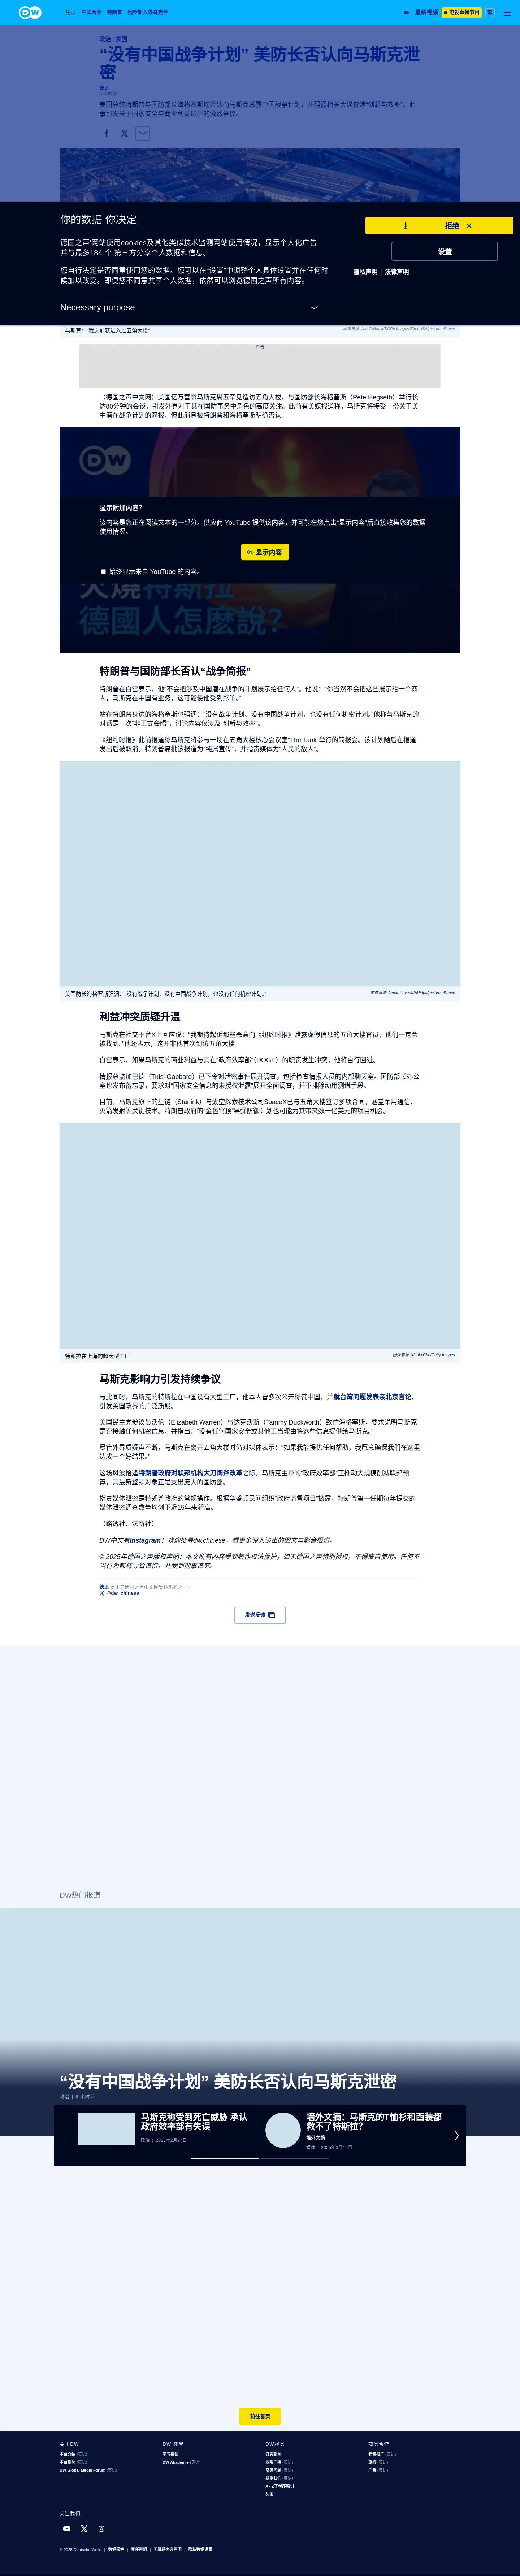 DW
焦点 中国两会 特朗普 俄罗斯入侵乌克兰
最新视频 电视直播节目 繁
政治 | 美国
“没有中国战争计划” 美防长否认向马斯克泄
密
德正
6 小时前
美国总统特朗普与国防部长海格塞斯均否认向马斯克透露中国战争计划，并强调相关会谈仅涉“创新与效率”。此
事引发关于国家安全与商业利益边界的激烈争议。
你的数据 你决定
德国之声'网站使用cookies及其他类似技术监测网站使用情况，显示个人化广告
并与最多184 个;第三方分享个人数据和信息。
您自行决定是否同意使用您的数据。您可以在“设置”中调整个人具体设置并在任何时
候加以改变。即便您不同意共享个人数据，依然可以浏览德国之声所有内容。
Necessary purpose
拒绝
设置
隐私声明 | 法律声明
马斯克：“我之前就进入过五角大楼”
广告
（德国之声中文网）美国亿万富翁马斯克周五罕见造访五角大楼，与国防部长海格塞斯（Pete Hegseth）举行长
达80分钟的会谈，引发外界对于其在国防事务中角色的高度关注。此前有美媒报道称，马斯克将接受一份关于美
中潜在战争计划的简报，但此消息被特朗普和海格塞斯明确否认。
DW
显示附加内容?
该内容是您正在阅读文本的一部分。供应商 YouTube 提供该内容，并可能在您点击“显示内容”后直接收集您的数据
使用情况。
显示内容
始终显示来自 YouTube 的内容。
火燒特斯拉
德國人怎麽說?
特朗普与国防部长否认“战争简报”
特朗普在白宫表示，他“不会把涉及中国潜在战争的计划展示给任何人”。他说：“你当然不会把这些展示给一个商
人，马斯克在中国有业务，这可能使他受到影响。”
站在特朗普身边的海格塞斯也强调：“没有战争计划、没有中国战争计划，也没有任何机密计划。”他称与马斯克的
对话是一次“非正式会晤”，讨论内容仅涉及“创新与效率”。
《纽约时报》此前报道称马斯克将参与一场在五角大楼核心会议室“The Tank”举行的简报会。该计划随后在报道
发出后被取消。特朗普痛批该报道为“纯属宣传”，并指责媒体为“人民的敌人”。
美国防长海格塞斯强调：“没有战争计划、没有中国战争计划，也没有任何机密计划。”
利益冲突质疑升温
马斯克在社交平台X上回应说：“我期待起诉那些恶意向《纽约时报》泄露虚假信息的五角大楼官员，他们一定会
被找到。”他还表示，这并非他首次到访五角大楼。
白宫表示，如果马斯克的商业利益与其在“政府效率部”（DOGE）的职责发生冲突，他将自行回避。
情报总监加巴德（Tulsi Gabbard）已下令对泄密事件展开调查，包括检查情报人员的内部聊天室。国防部长办公
室也发布备忘录，要求对“国家安全信息的未授权泄露”展开全面调查，并不排除动用测谎手段。
目前，马斯克旗下的星链（Starlink）与太空探索技术公司SpaceX已与五角大楼签订多项合同，涵盖军用通信、
火箭发射等关键技术。特朗普政府的“金色穹顶”导弹防御计划也可能为其带来数十亿美元的项目机会。
特斯拉在上海的超大型工厂
图像来源: Xiaolu Chu/Getty Images
马斯克影响力引发持续争议
与此同时，马斯克的特斯拉在中国设有大型工厂，他本人曾多次公开称赞中国，并就台湾问题发表亲北京言论，
引发美国政界的广泛质疑。
美国民主党参议员沃伦（Elizabeth Warren）与达克沃斯（Tammy Duckworth）致信海格塞斯，要求说明马斯克
是否接触任何机密信息，并指出：“没有任何国家安全或其他正当理由将这些信息提供给马斯克。”
尽管外界质疑声不断，马斯克在离开五角大楼时仍对媒体表示：“如果我能提供任何帮助，我愿意确保我们在这里
达成一个好结果。”
这场风波恰逢特朗普政府对联邦机构大刀阔斧改革之际。马斯克主导的“政府效率部”正推动大规模削减联邦预
算，其最新整顿对象正是支出庞大的国防部。
指责媒体泄密是特朗普政府的常规操作。根据华盛顿民间组织“政府监督项目”披露，特朗普第一任期每年提交的
媒体泄密调查数量均创下近15年来新高。
（路透社、法新社）
DW中文有Instagram！欢迎搜寻dw.chinese，看更多深入浅出的图文与影音报道。
© 2025年德国之声版权声明：本文所有内容受到著作权法保护，如无德国之声特别授权，不得擅自使用。任何不
当行为都将导致追偿，并受到刑事追究。
德正 德正是德国之声中文网集体笔名之一。
@dw_chinese
发送反馈
DW热门报道
“没有中国战争计划” 美防长否认向马斯克泄密
政治 | 6 小时前
马斯克称受到死亡威胁 承认
政府效率部有失误
政治 | 2025年2月27日
墙外文摘：马斯克的T恤衫和西装都
救不了特斯拉?
墙外文摘
媒体 | 2025年3月16日
前往首页
关于DW
本台介绍 (英语)
本台新闻 (英语)
DW Global Media Forum (英语)
DW 教学
学习德语
DW Akademie (英语)
DW服务
订阅新闻
收听广播 (英语)
常见问题 (英语)
联系我们 (英语)
A - Z字母序索引
头条
商务合作
销售推广 (英语)
旅行 (英语)
广告 (英语)
关注我们
© 2025 Deutsche Welle | 数据保护 | 责任声明 | 无障碍内容声明 | 隐私数据设置